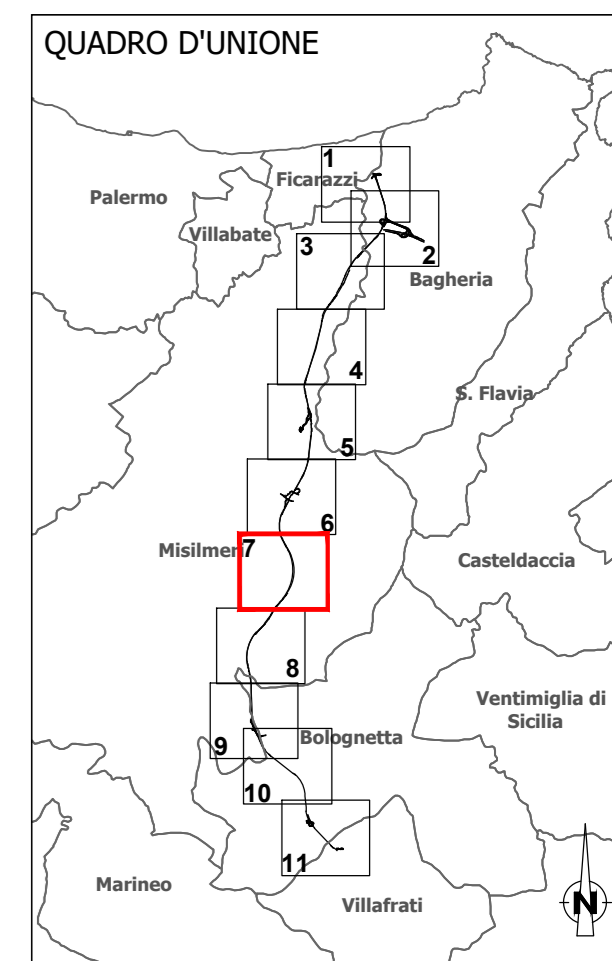 QUADRO D'UNIONE
1
Ficarazzi
Palermo
Villabate
3
2
Bagheria
4
S. Flavia
5
6
Misilmeri
7
Casteldaccia
8
Ventimiglia di
Sicilia
9
Bolognetta
10
11
Marineo
Villafrati
N